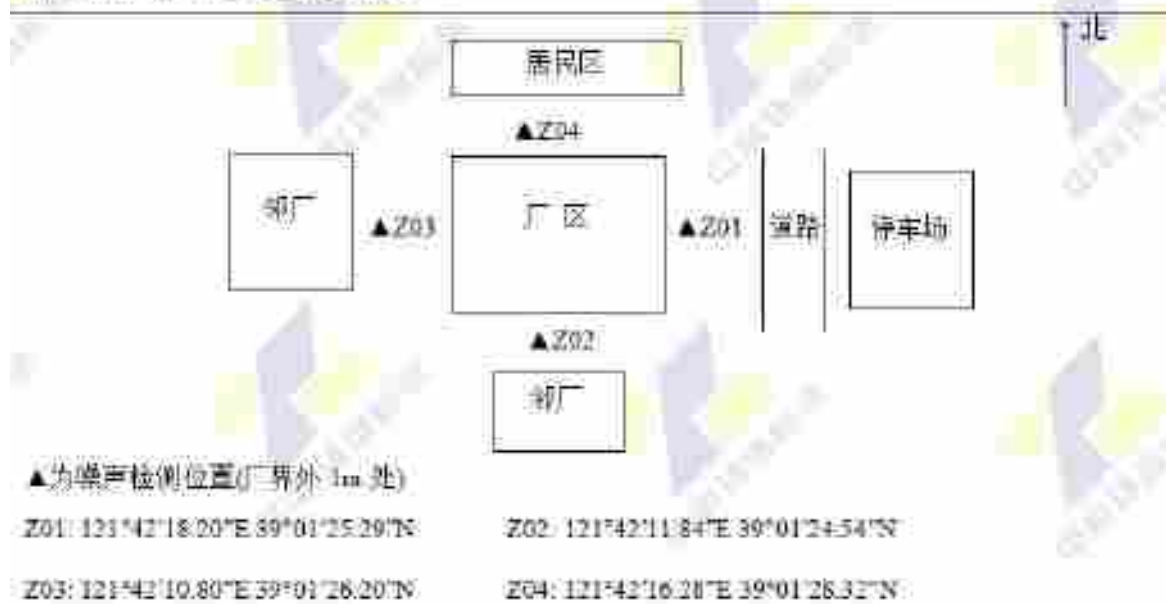 北
居民区
▲Z04
邻厂
▲Z03
厂 区
▲Z01
道路
停车场
▲Z02
邻厂
▲为噪声检测位置(厂界外 1m 处)
Z01: 121°42'18.20"E 39°01'25.29"N
Z02: 121°42'11.84"E 39°01'24.54"N
Z03: 121°42'10.80"E 39°01'26.20"N
Z04: 121°42'16.28"E 39°01'28.32"N